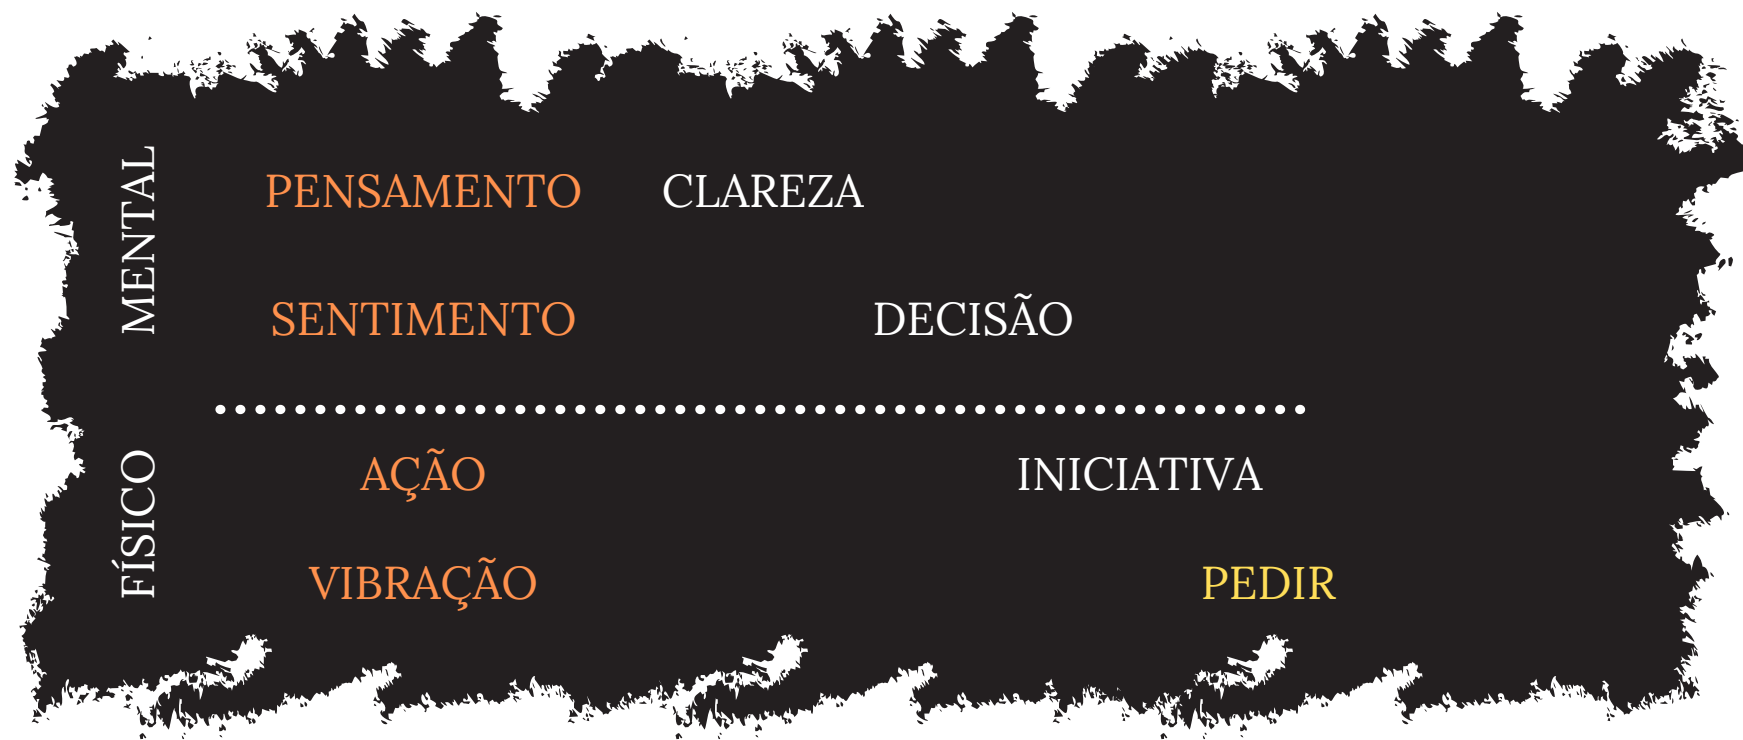 MENTAL
PENSAMENTO CLAREZA
SENTIMENTO DECISÃO
FÍSICO
AÇÃO INICIATIVA
VIBRAÇÃO PEDIR